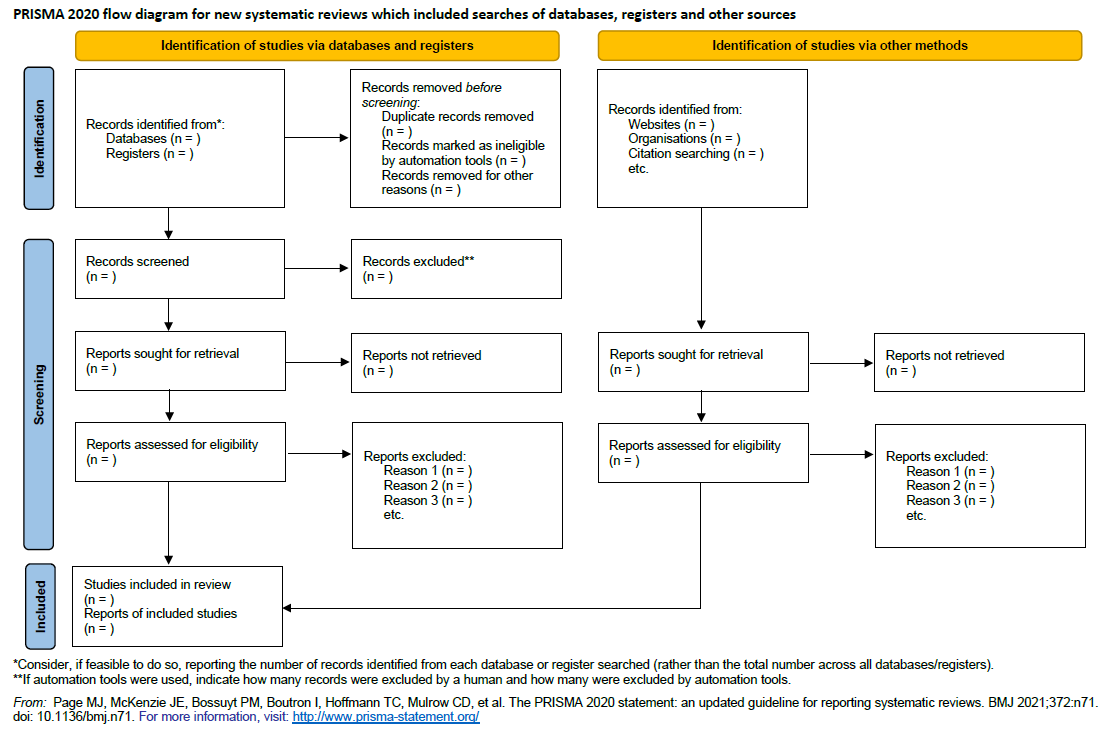 PRISMA 2020 flow diagram for new systematic reviews which included searches of databases, registers and other sources
Identification of studies via databases and registers
Identification of studies via other methods
Identification
Records identified from*:
Databases (n = )
Registers (n = )
Records removed before
screening:
Duplicate records removed
(n = )
Records marked as ineligible
by automation tools (n = )
Records removed for other
reasons (n = )
Records identified from:
Websites (n = )
Organisations (n = )
Citation searching (n = )
etc.
Screening
Records screened
(n = )
Records excluded**
(n = )
Reports sought for retrieval
(n = )
Reports not retrieved
(n = )
Reports sought for retrieval
(n = )
Reports not retrieved
(n = )
Reports assessed for eligibility
(n = )
Reports excluded:
Reason 1 (n = )
Reason 2 (n = )
Reason 3 (n = )
etc.
Reports assessed for eligibility
(n = )
Reports excluded:
Reason 1 (n = )
Reason 2 (n = )
Reason 3 (n = )
etc.
Included
Studies included in review
(n = )
Reports of included studies
(n = )
*Consider, if feasible to do so, reporting the number of records identified from each database or register searched (rather than the total number across all databases/registers).
**If automation tools were used, indicate how many records were excluded by a human and how many were excluded by automation tools.
From: Page MJ, McKenzie JE, Bossuyt PM, Boutron I, Hoffmann TC, Mulrow CD, et al. The PRISMA 2020 statement: an updated guideline for reporting systematic reviews. BMJ 2021;372:n71.
doi: 10.1136/bmj.n71. For more information, visit: http://www.prisma-statement.org/